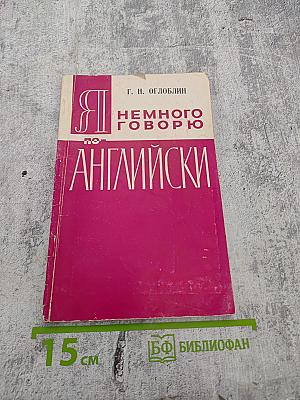 Г. Н. ОГЛОБЛИН
Я НЕМНОГО
ГОВОРЮ
ПО-
АНГЛИЙСКИ
15 см
БФ БИБЛИОФАН